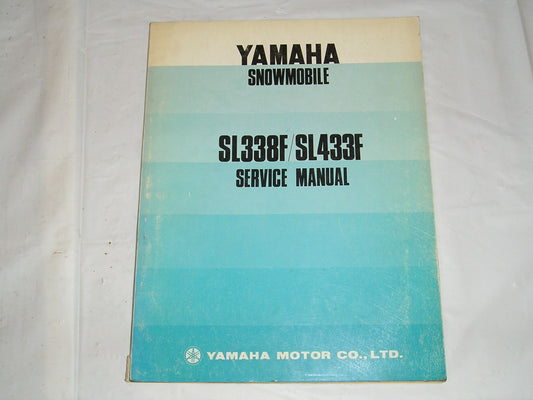 YAMAHA
SNOWMOBILE
SL338F/SL433F
SERVICE MANUAL
YAMAHA MOTOR CO., LTD.